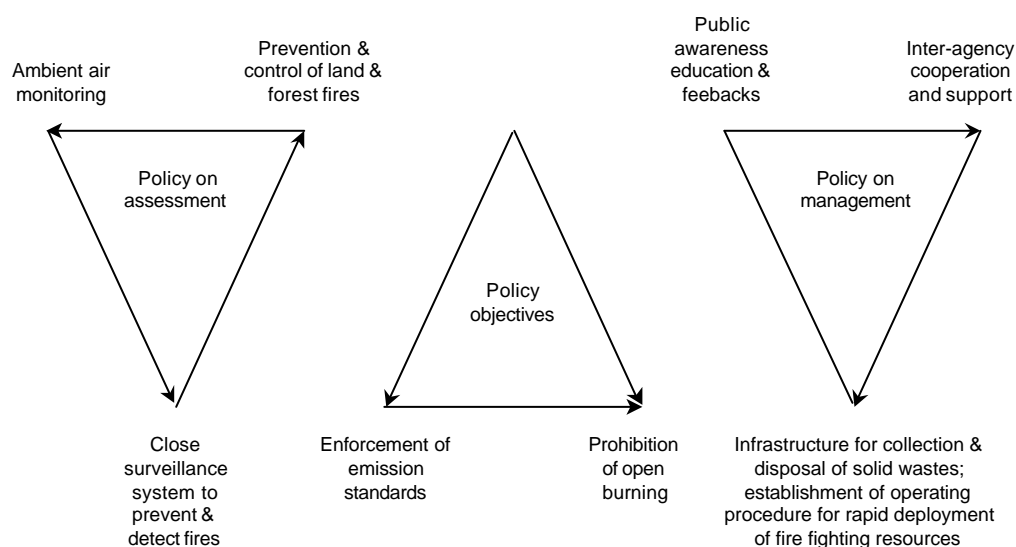 Ambient air
monitoring
Prevention &
control of land &
forest fires
Public
awareness
education &
feebacks
Inter-agency
cooperation
and support
Policy on
assessment
Policy
objectives
Policy on
management
Close
surveillance
system to
prevent &
detect fires
Enforcement of
emission
standards
Prohibition
of open
burning
Infrastructure for collection &
disposal of solid wastes;
establishment of operating
procedure for rapid deployment
of fire fighting resources